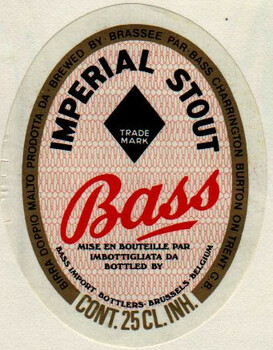 BIRRA DOPPIO MALTO PRODOTTA DA · BREWED BY · BRASSEE PAR BASS CHARRINGTON BURTON ON TRENT G.B.
IMPERIAL STOUT
TRADE
MARK
Bass
MISE EN BOUTEILLE PAR
IMBOTTIGLIATA DA
BOTTLED BY
BASS IMPORT BOTTLERS·BRUSSELS·BELGIUM
CONT. 25 CL. INH.